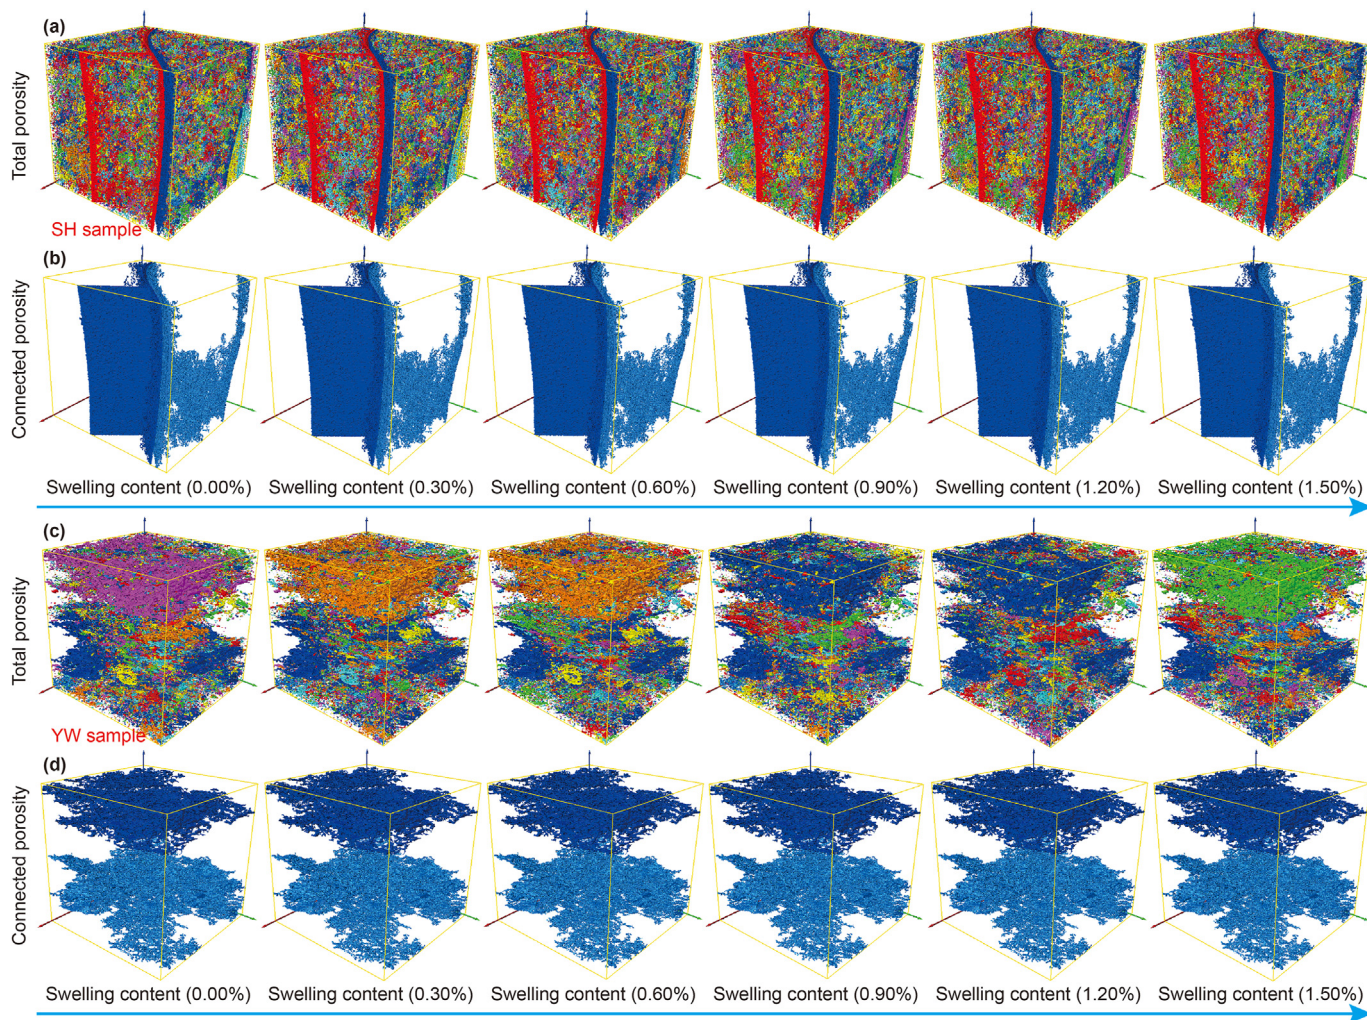 (a)
Total porosity
SH sample
(b)
Connected porosity
Swelling content (0.00%) Swelling content (0.30%) Swelling content (0.60%) Swelling content (0.90%) Swelling content (1.20%) Swelling content (1.50%)
(c)
Total porosity
YW sample
(d)
Connected porosity
Swelling content (0.00%) Swelling content (0.30%) Swelling content (0.60%) Swelling content (0.90%) Swelling content (1.20%) Swelling content (1.50%)